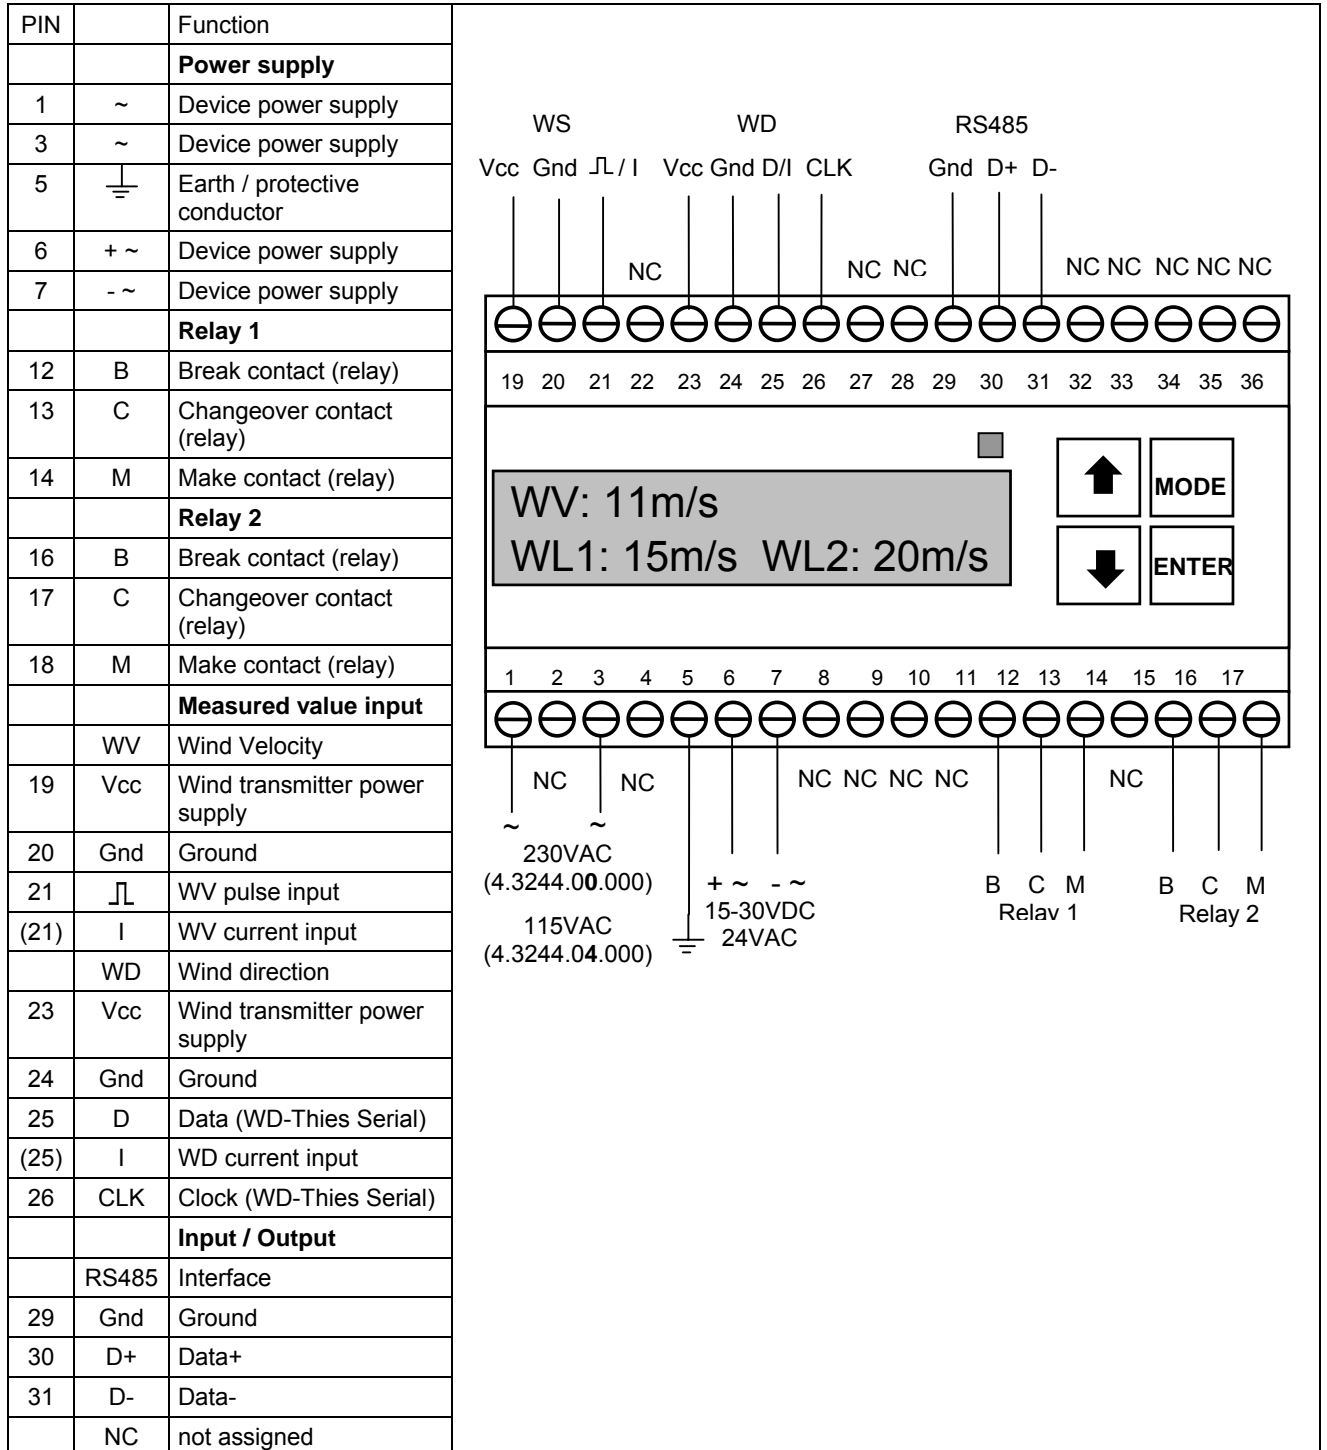 PIN Function
Power supply
1 ~ Device power supply
3 ~ Device power supply
5 Earth / protective
conductor
6 + ~ Device power supply
7 - ~ Device power supply
Relay 1
12 B Break contact (relay)
13 C Changeover contact
(relay)
14 M Make contact (relay)
Relay 2
16 B Break contact (relay)
17 C Changeover contact
(relay)
18 M Make contact (relay)
Measured value input
WV Wind Velocity
19 Vcc Wind transmitter power
supply
20 Gnd Ground
21 WV pulse input
(21) I WV current input
WD Wind direction
23 Vcc Wind transmitter power
supply
24 Gnd Ground
25 D Data (WD-Thies Serial)
(25) I WD current input
26 CLK Clock (WD-Thies Serial)
Input / Output
RS485 Interface
29 Gnd Ground
30 D+ Data+
31 D- Data-
NC not assigned
WS WD RS485
Vcc Gnd / I Vcc Gnd D/I CLK Gnd D+ D-
NC NC NC NC NC NC NC NC
19 20 21 22 23 24 25 26 27 28 29 30 31 32 33 34 35 36
WV: 11m/s
WL1: 15m/s WL2: 20m/s
MODE
ENTER
1 2 3 4 5 6 7 8 9 10 11 12 13 14 15 16 17
NC NC NC NC NC NC NC
~ ~
230VAC
(4.3244.00.000)
115VAC
(4.3244.04.000)
+ ~ - ~
15-30VDC
24VAC
B C M
Relay 1
B C M
Relay 2